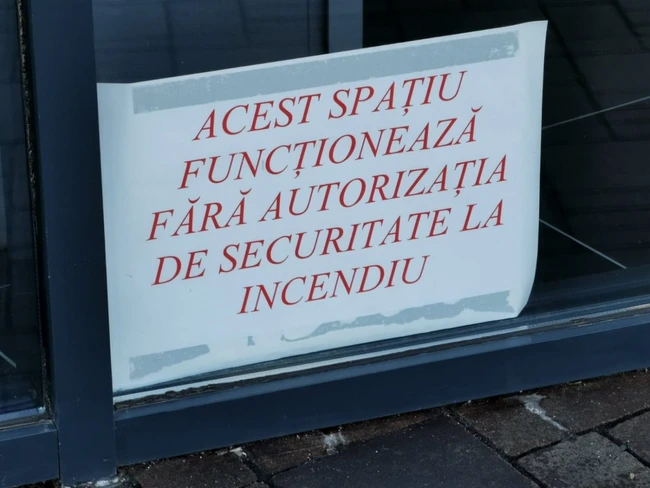 ACEST SPAȚIU
FUNCȚIONEAZĂ
FĂRĂ AUTORIZAȚIA
DE SECURITATE LA
INCENDIU